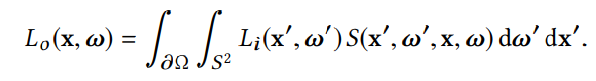 L_o(𝐱, 𝝎) = ∫_{∂Ω} ∫_{S²} L_i(𝐱′, 𝝎′) S(𝐱′, 𝝎′, 𝐱, 𝝎) d𝝎′ d𝐱′.